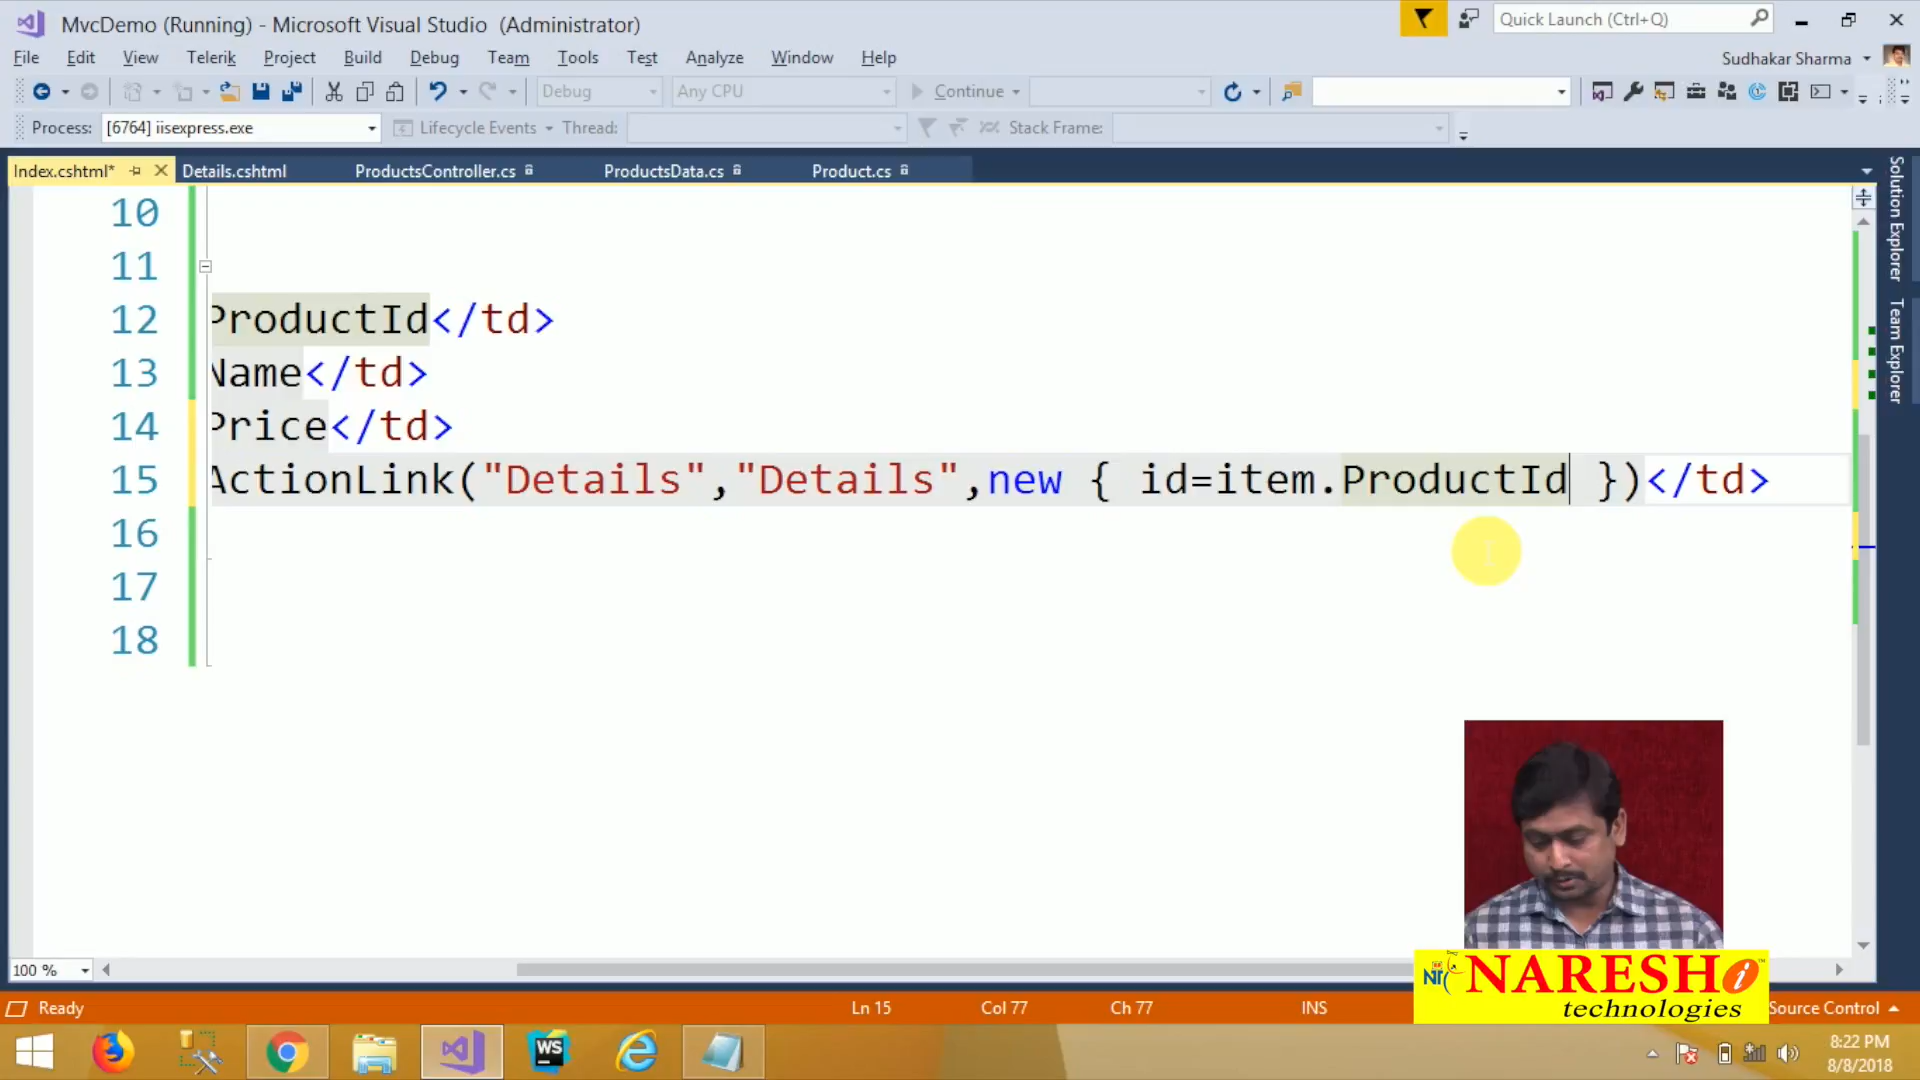 MvcDemo (Running) - Microsoft Visual Studio (Administrator)
Quick Launch (Ctrl+Q)
File Edit View Telerik Project Build Debug Team Tools Test Analyze Window Help
Sudhakar Sharma
Debug Any CPU Continue
Process: [6764] iisexpress.exe Lifecycle Events Thread: Stack Frame:
Index.cshtml* Details.cshtml ProductsController.cs ProductsData.cs Product.cs
Solution Explorer
Team Explorer
10
11
12 ProductId</td>
13 Name</td>
14 Price</td>
15 ActionLink("Details","Details",new { id=item.ProductId })</td>
16
17
18
100 %
NARESH i
technologies
Ready Ln 15 Col 77 Ch 77 INS Source Control
WS
8:22 PM
8/8/2018